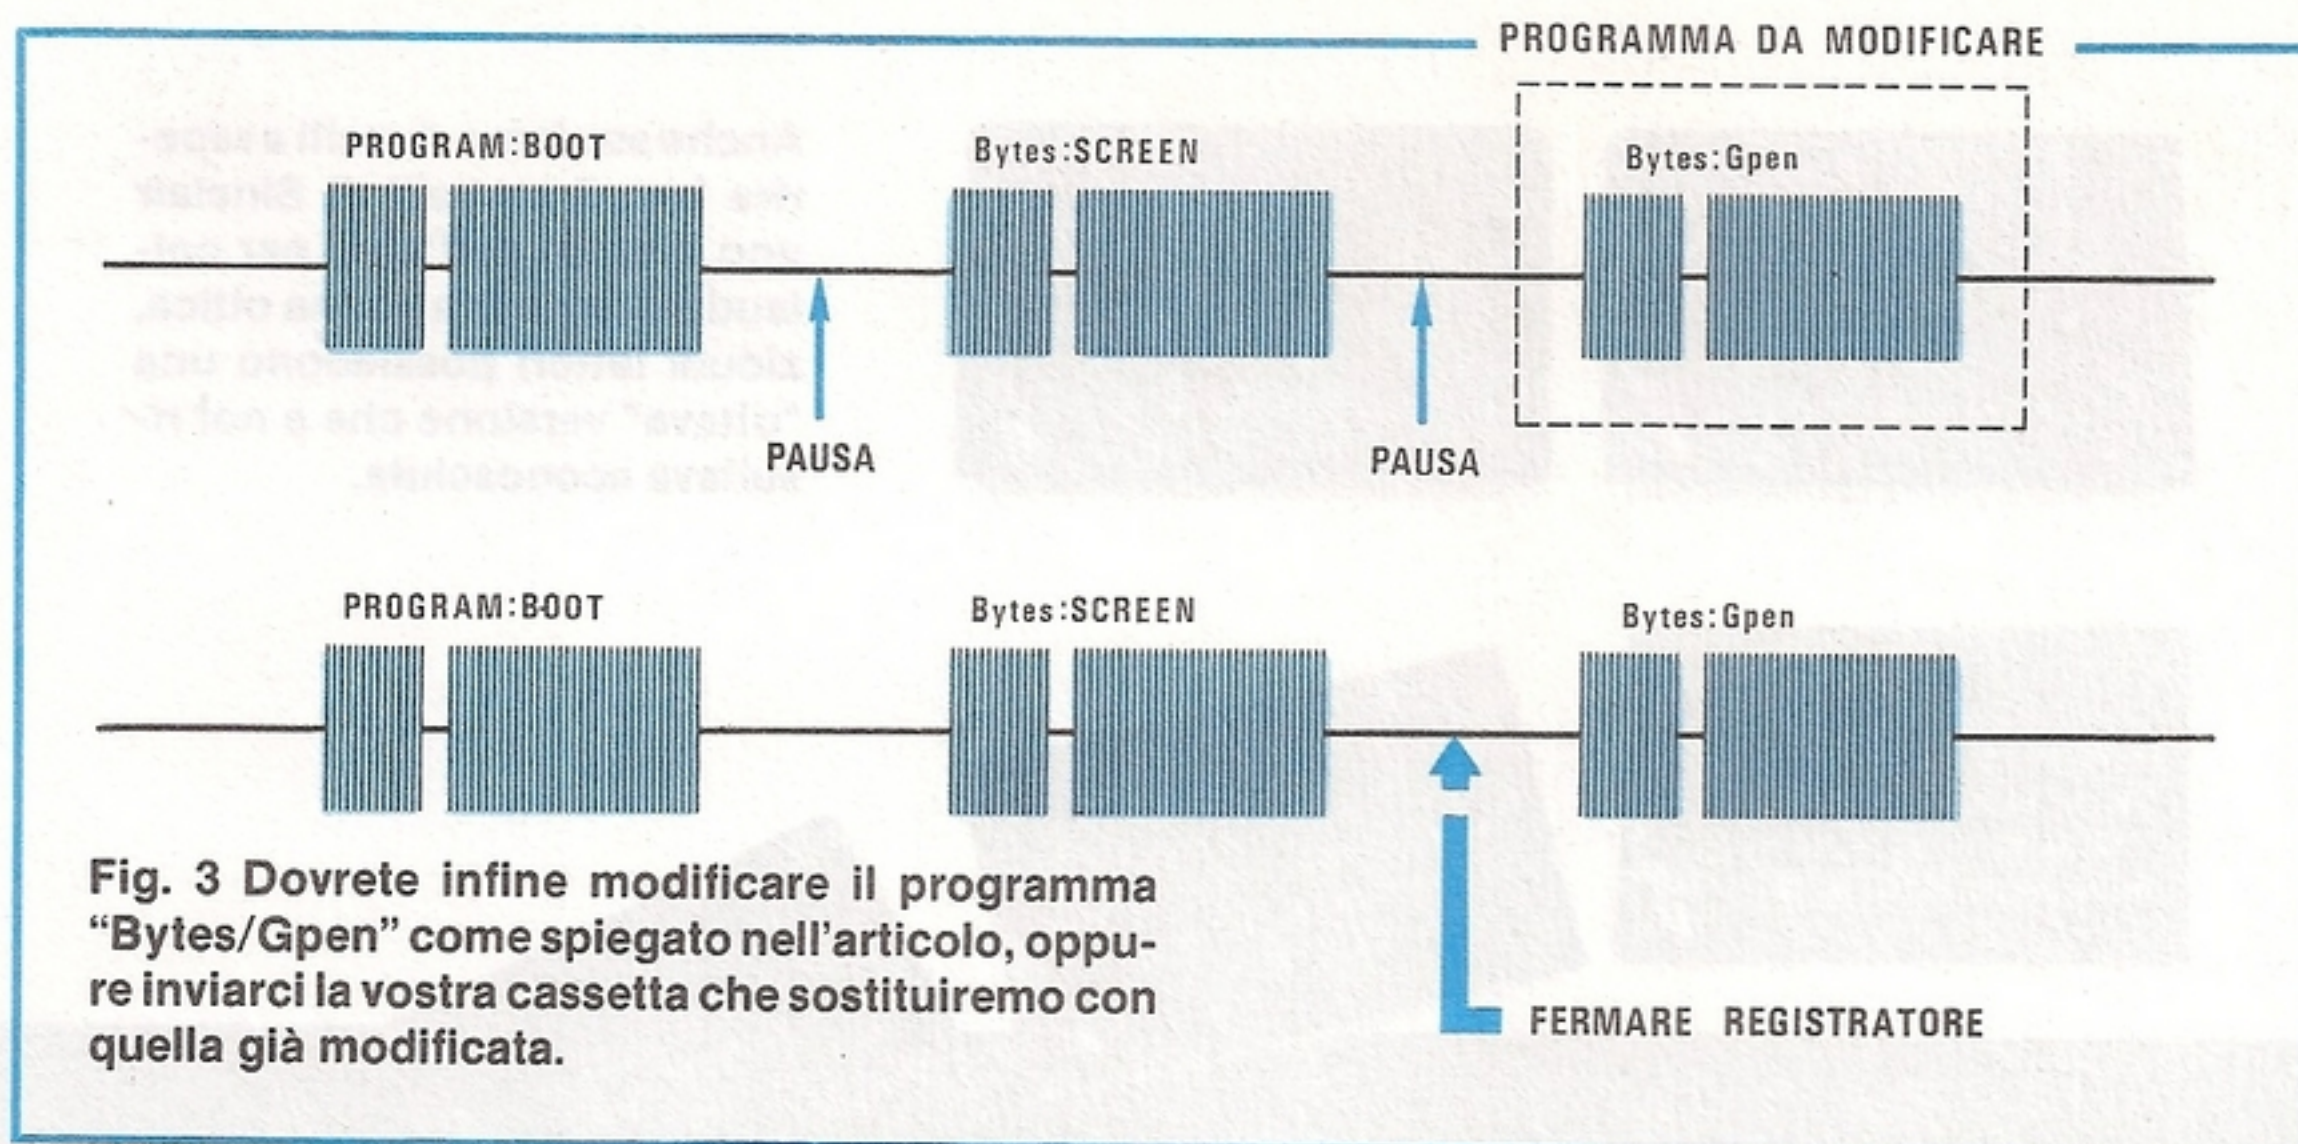 PROGRAMMA DA MODIFICARE
PROGRAM:BOOT
Bytes:SCREEN
Bytes:Gpen
PAUSA
PAUSA
PROGRAM:BOOT
Bytes:SCREEN
Bytes:Gpen
Fig. 3 Dovrete infine modificare il programma
“Bytes/Gpen” come spiegato nell’articolo, oppu-
re inviarci la vostra cassetta che sostituiremo con
quella già modificata.
FERMARE REGISTRATORE